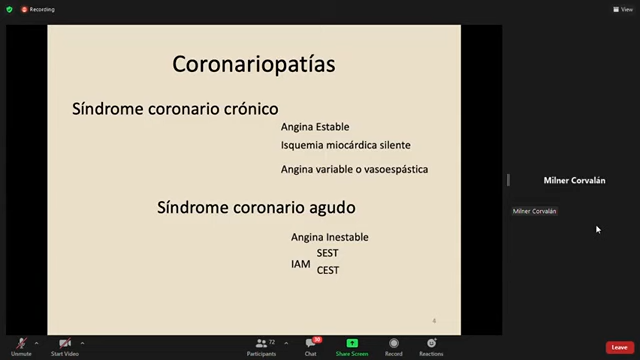 Recording
View
Coronariopatías
Síndrome coronario crónico
Angina Estable
Isquemia miocárdica silente
Angina variable o vasoespástica
Síndrome coronario agudo
Angina Inestable
SEST
IAM
CEST
4
Milner Corvalán
Milner Corvalán
Unmute
Start Video
72
Participants
Chat
Share Screen
Record
Reactions
Leave